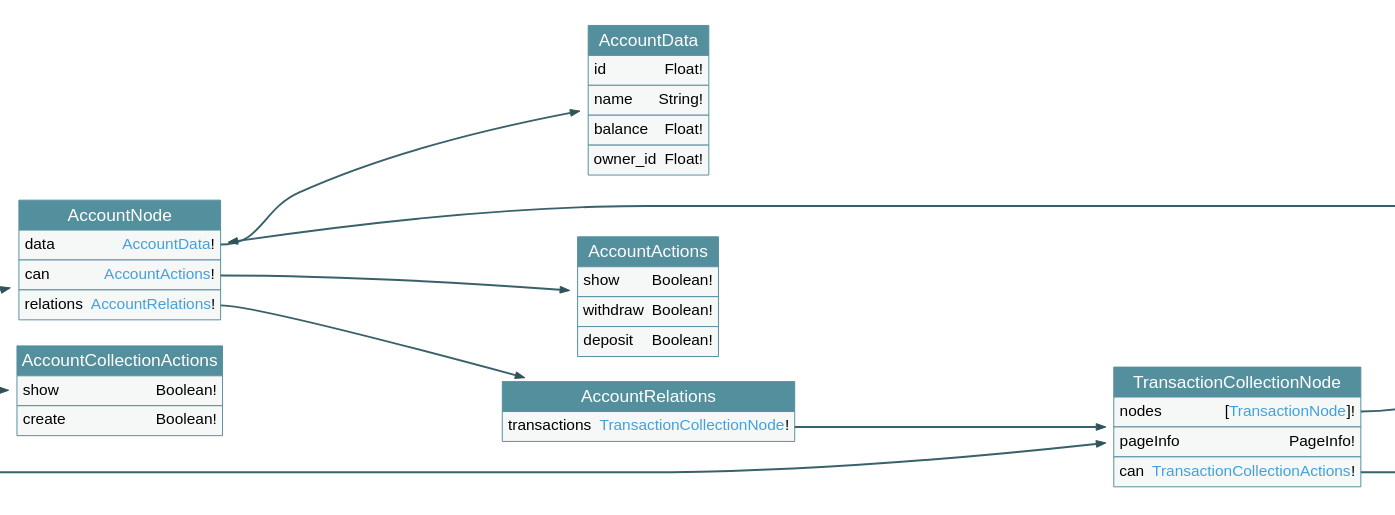 AccountData
id Float!
name String!
balance Float!
owner_id Float!
AccountNode
data AccountData!
can AccountActions!
relations AccountRelations!
AccountActions
show Boolean!
withdraw Boolean!
deposit Boolean!
AccountCollectionActions
show Boolean!
create Boolean!
AccountRelations
transactions TransactionCollectionNode!
TransactionCollectionNode
nodes [TransactionNode]!
pageInfo PageInfo!
can TransactionCollectionActions!